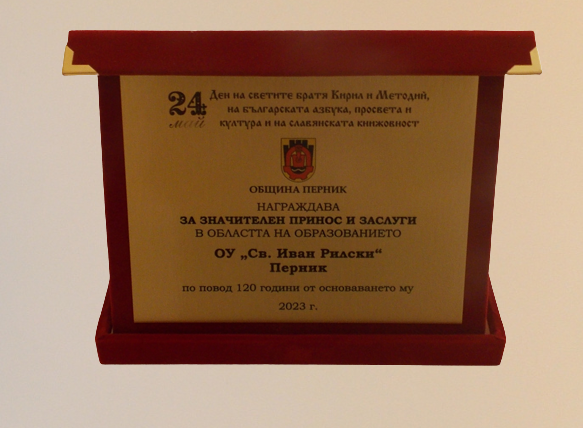 24 Ден на светите братя Кирил и Методий,
май на българската азбука, просвета и
култура и на славянската книжовност
ОБЩИНА ПЕРНИК
НАГРАЖДАВА
ЗА ЗНАЧИТЕЛЕН ПРИНОС И ЗАСЛУГИ
В ОБЛАСТТА НА ОБРАЗОВАНИЕТО
ОУ „Св. Иван Рилски“
Перник
по повод 120 години от основаването му
2023 г.